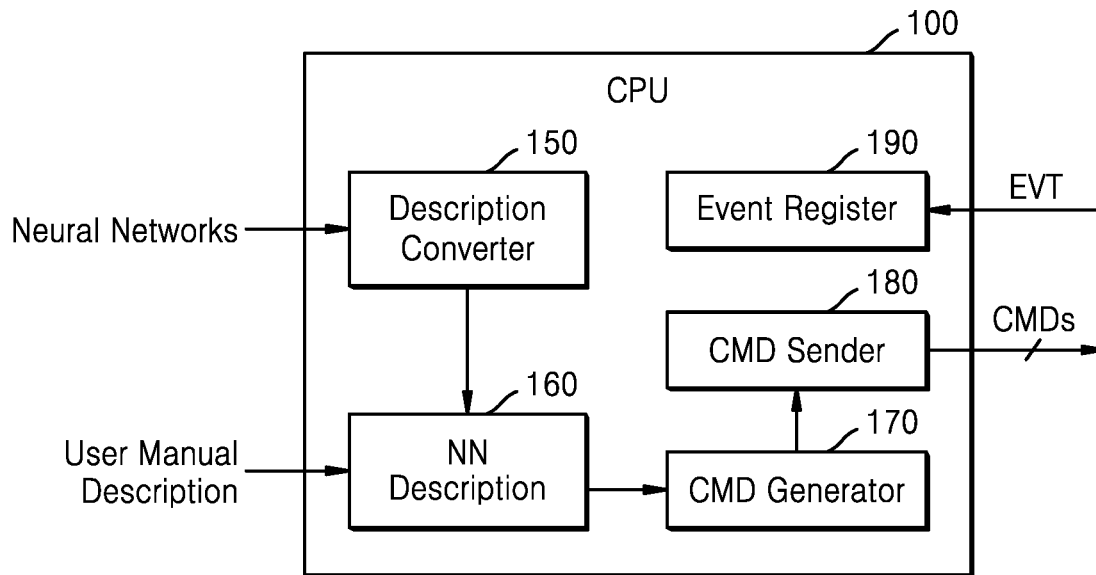 100
CPU
150
Description
Converter
190
Event Register
EVT
Neural Networks
180
CMD Sender
CMDs
160
NN
Description
User Manual
Description
170
CMD Generator